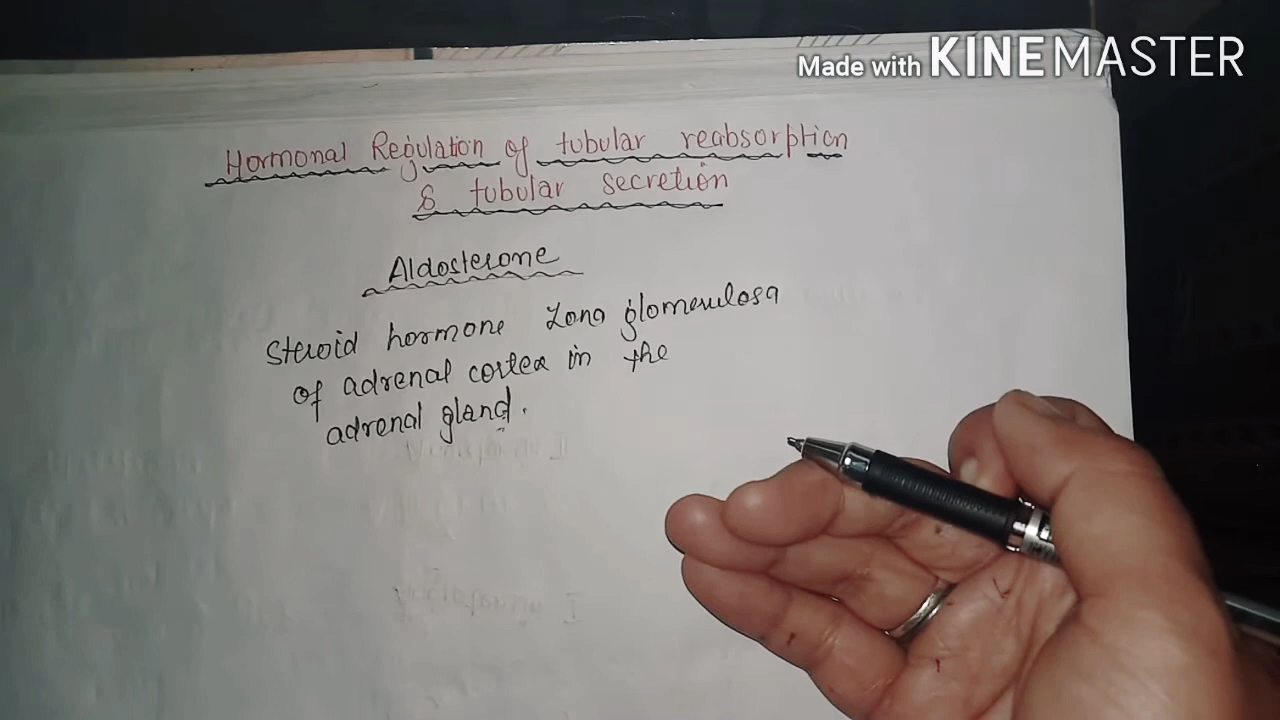 Made with KINEMASTER
Hormonal Regulation of tubular reabsorption
& tubular secretion
Aldosterone
Steroid hormone Zona glomerulosa
of adrenal cortex in the
adrenal gland.